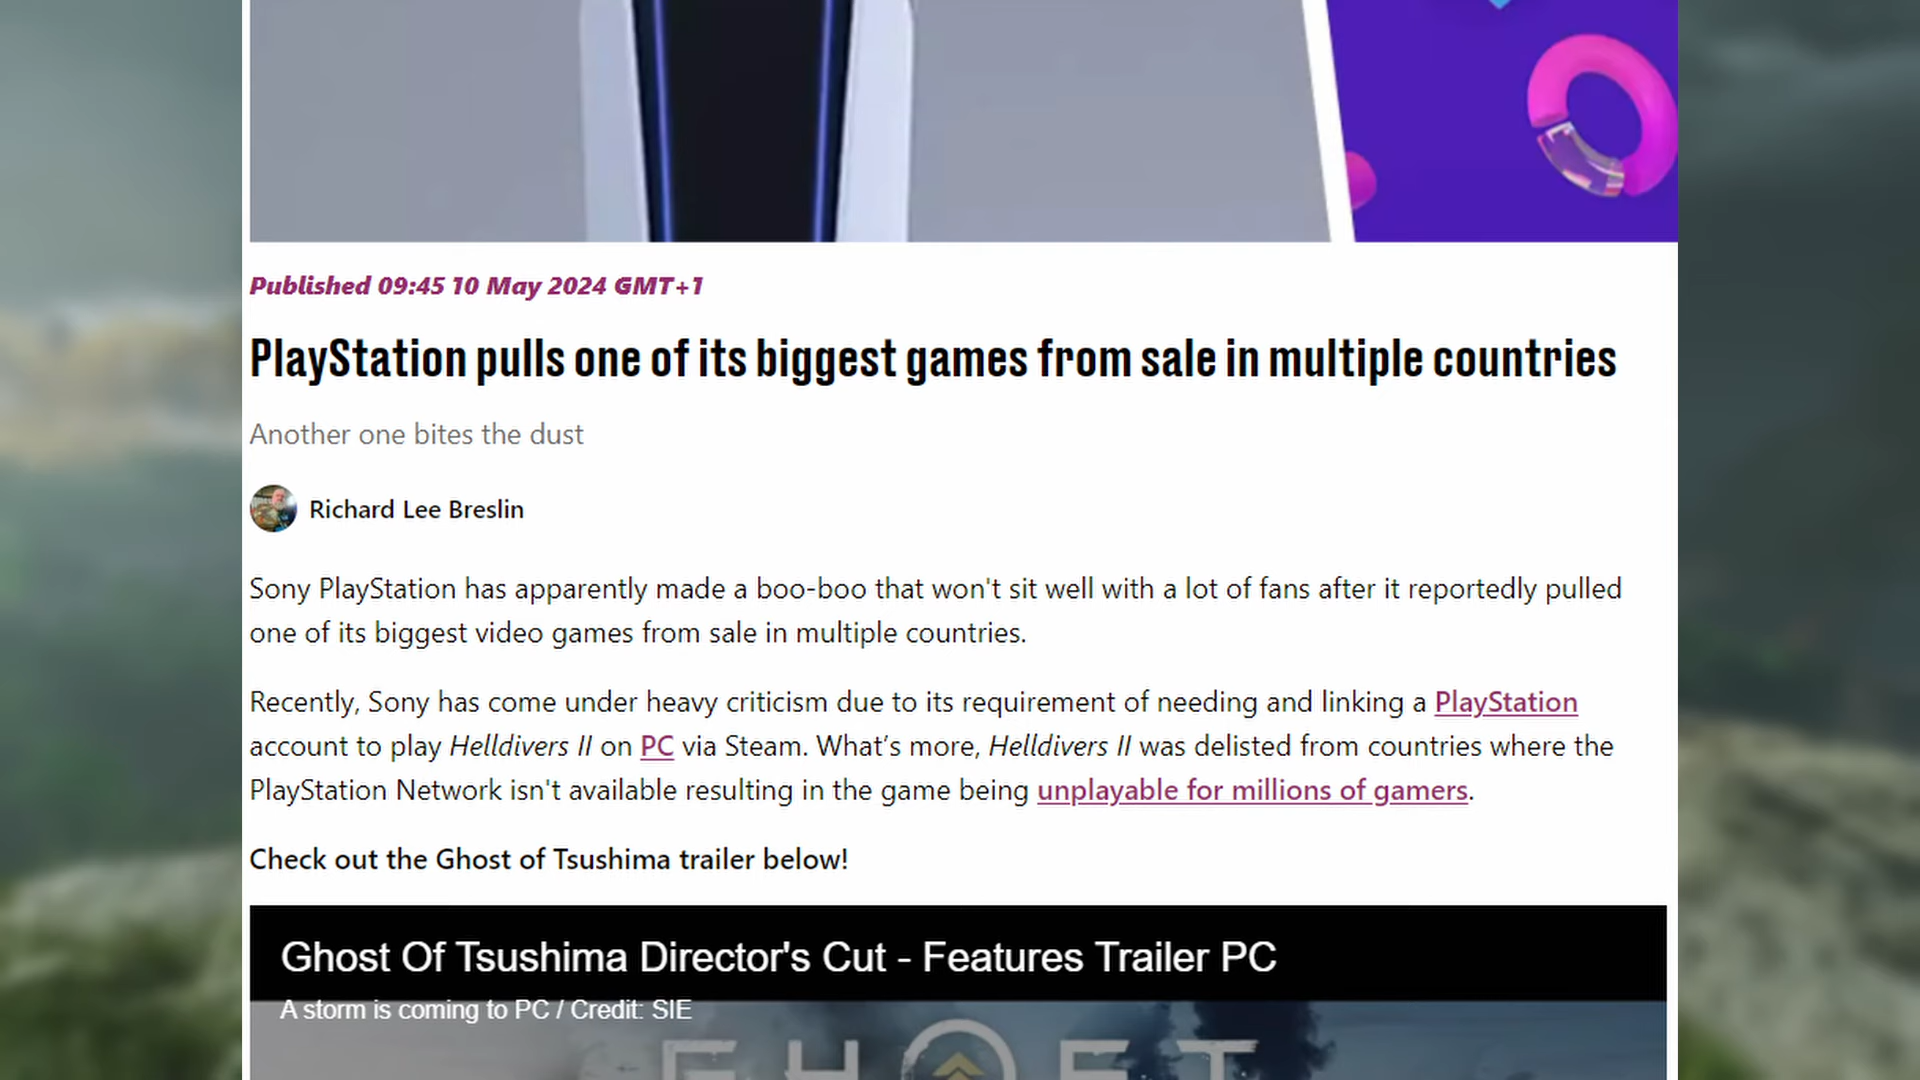 Published 09:45 10 May 2024 GMT+1
PlayStation pulls one of its biggest games from sale in multiple countries
Another one bites the dust
Richard Lee Breslin
Sony PlayStation has apparently made a boo-boo that won't sit well with a lot of fans after it reportedly pulled
one of its biggest video games from sale in multiple countries.
Recently, Sony has come under heavy criticism due to its requirement of needing and linking a PlayStation
account to play Helldivers II on PC via Steam. What’s more, Helldivers II was delisted from countries where the
PlayStation Network isn't available resulting in the game being unplayable for millions of gamers.
Check out the Ghost of Tsushima trailer below!
Ghost Of Tsushima Director's Cut - Features Trailer PC
A storm is coming to PC / Credit: SIE
GHOST